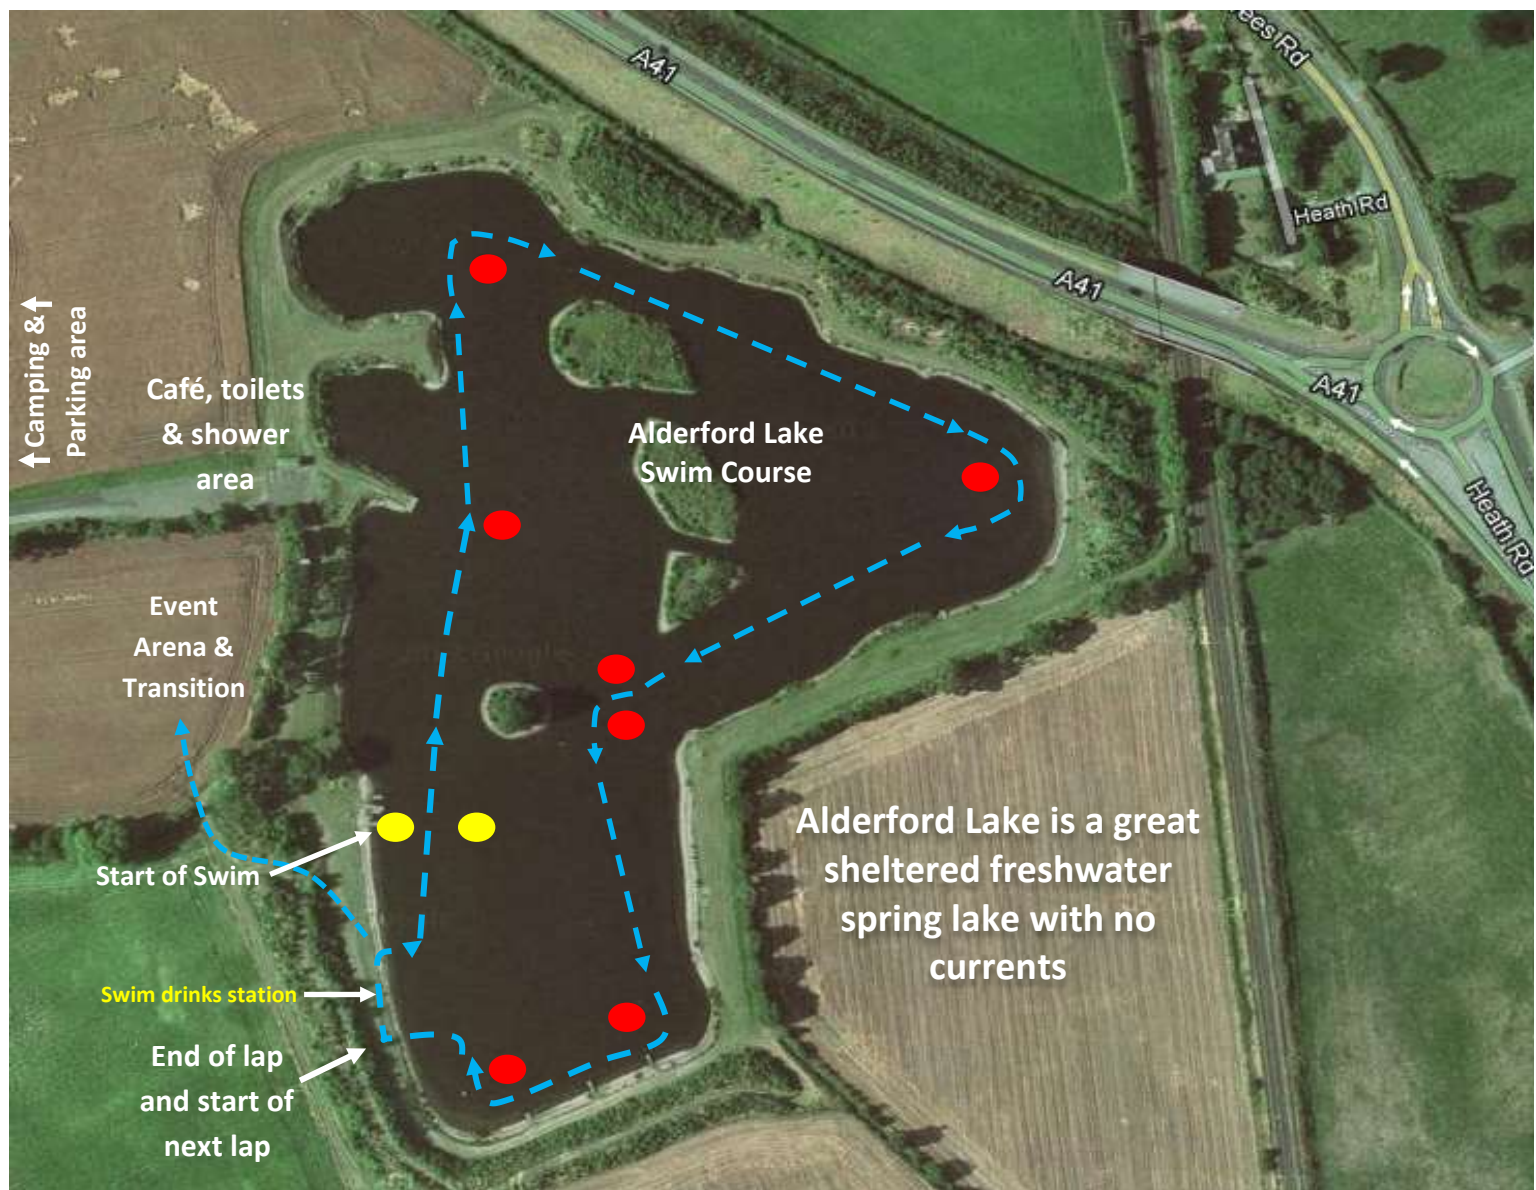 A41
rees Rd
Heath Rd
A41
A41
Heath Rd
Camping &
Parking area
Café, toilets
& shower
area
Alderford Lake
Swim Course
Event
Arena &
Transition
Start of Swim
Swim drinks station
End of lap
and start of
next lap
Alderford Lake is a great
sheltered freshwater
spring lake with no
currents